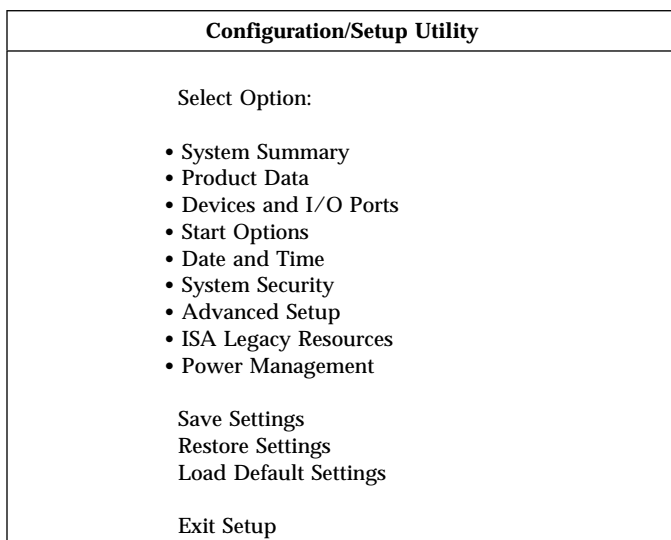 Configuration/Setup Utility
Select Option:
• System Summary
• Product Data
• Devices and I/O Ports
• Start Options
• Date and Time
• System Security
• Advanced Setup
• ISA Legacy Resources
• Power Management
Save Settings
Restore Settings
Load Default Settings
Exit Setup